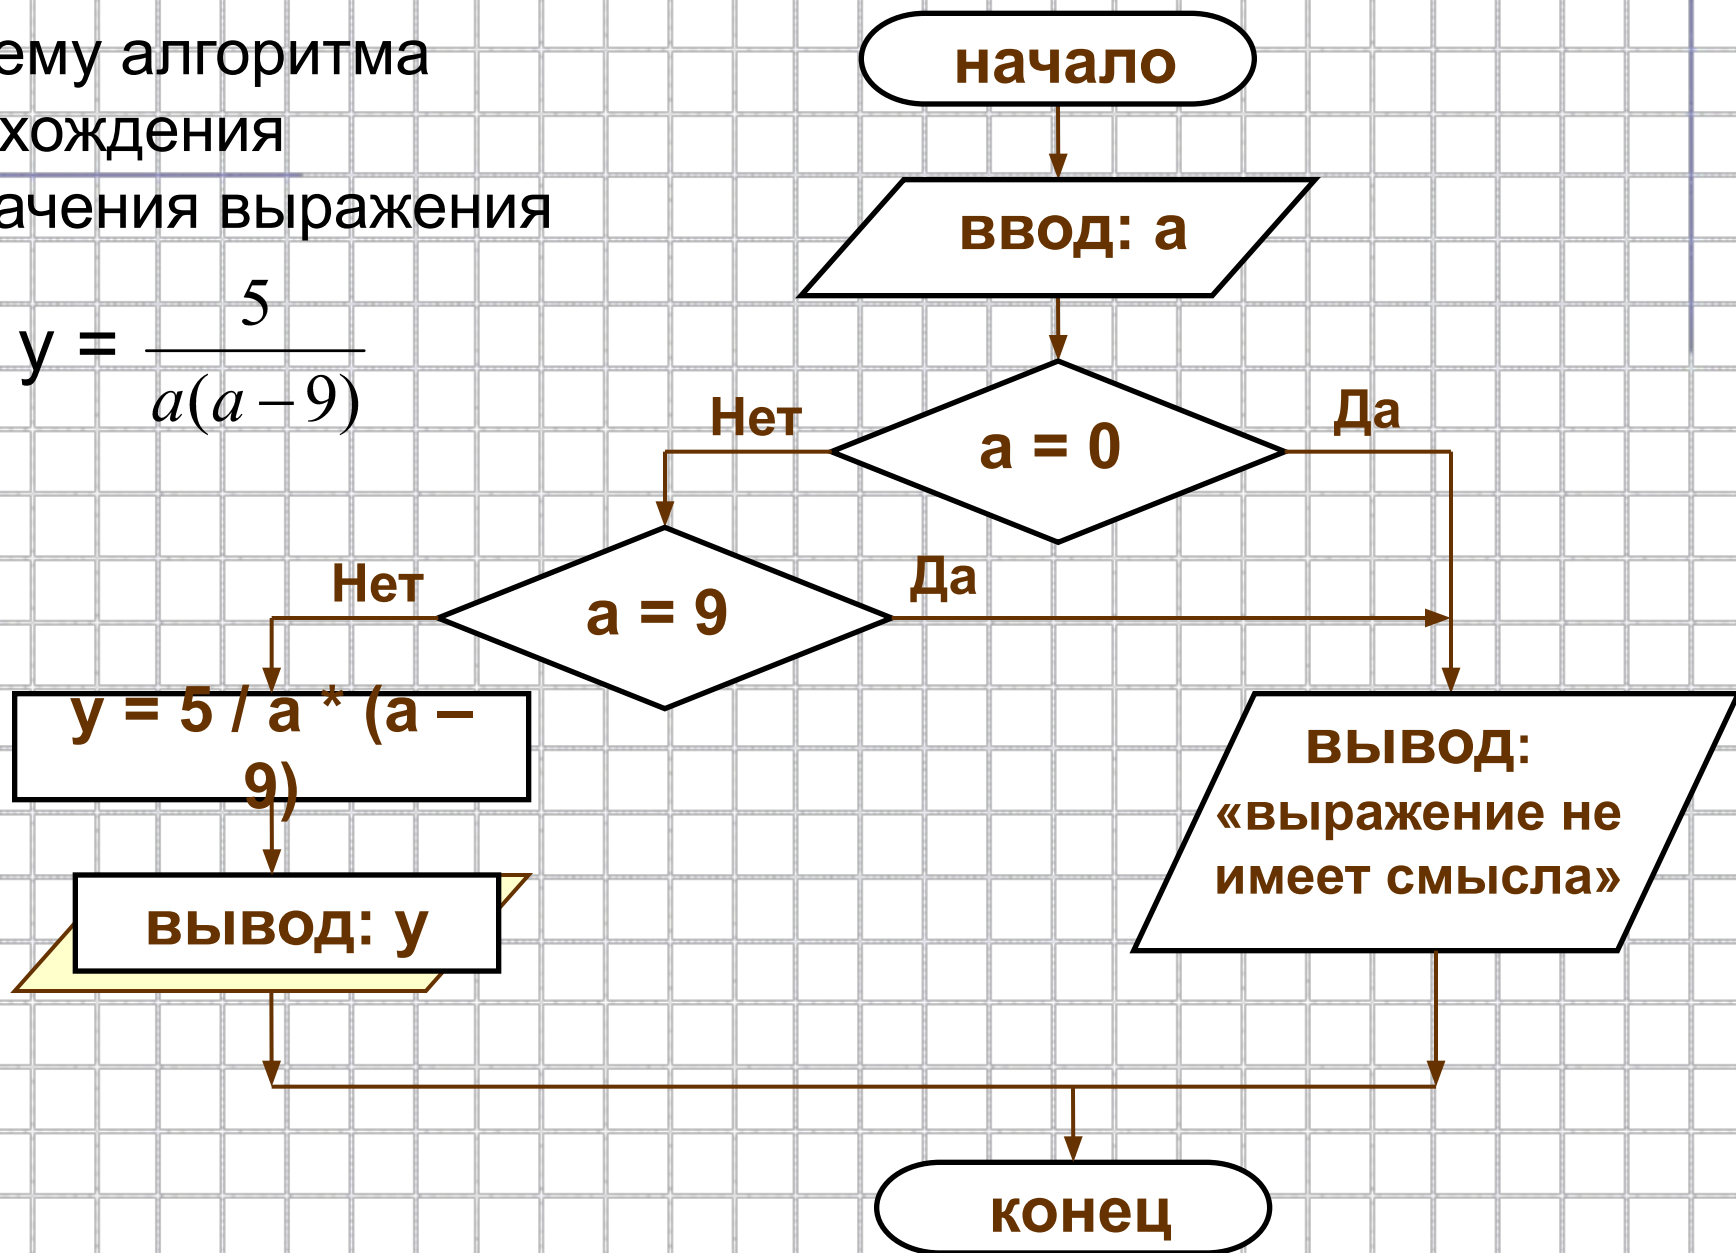 ему алгоритма
хождения
ачения выражения
y = 5
a(a – 9)
начало
ввод: a
a = 0
Нет
Да
a = 9
Нет
Да
y = 5 / a * (a –
9)
вывод: y
вывод:
«выражение не
имеет смысла»
конец